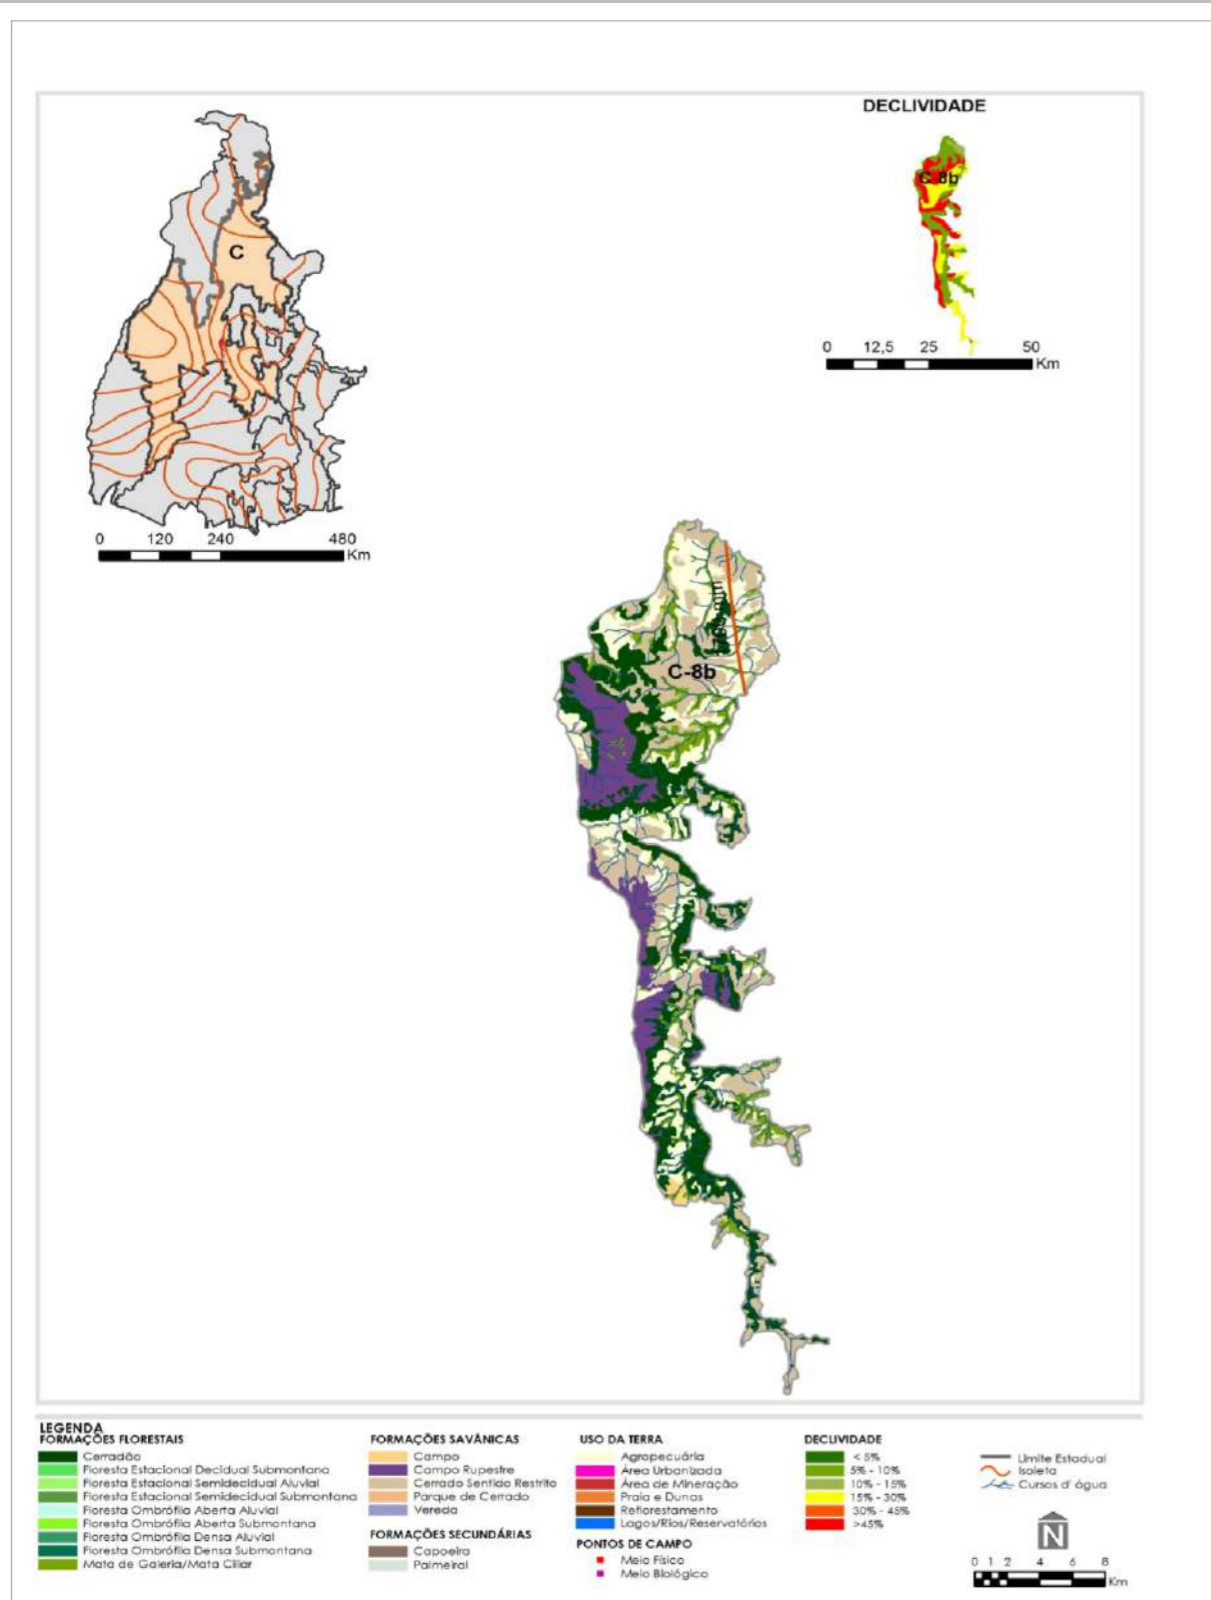 DECLIVIDADE
C-8b
0 12,5 25 50
Km
C
0 120 240 480
Km
mm
C-8b
LEGENDA
FORMAÇÕES FLORESTAIS
Cerradão
Floresta Estacional Decidual Submontana
Floresta Estacional Semidecidual Aluvial
Floresta Estacional Semidecidual Submontana
Floresta Ombrófila Aberta Aluvial
Floresta Ombrófila Aberta Submontana
Floresta Ombrófila Densa Aluvial
Floresta Ombrófila Densa Submontana
Mata de Galeria/Mata Ciliar
FORMAÇÕES SAVÂNICAS
Campo
Campo Rupestre
Cerrado Sentido Restrito
Parque de Cerrado
Vereda
FORMAÇÕES SECUNDÁRIAS
Capoeira
Palmeiral
USO DA TERRA
Agropecuária
Área Urbanizada
Área de Mineração
Praia e Dunas
Reflorestamento
Lagos/Rios/Reservatórios
PONTOS DE CAMPO
Meio Físico
Meio Biológico
DECLIVIDADE
< 5%
5% - 10%
10% - 15%
15% - 30%
30% - 45%
>45%
Limite Estadual
Isoieta
Cursos d' água
N
0 1 2 4 6 8
Km